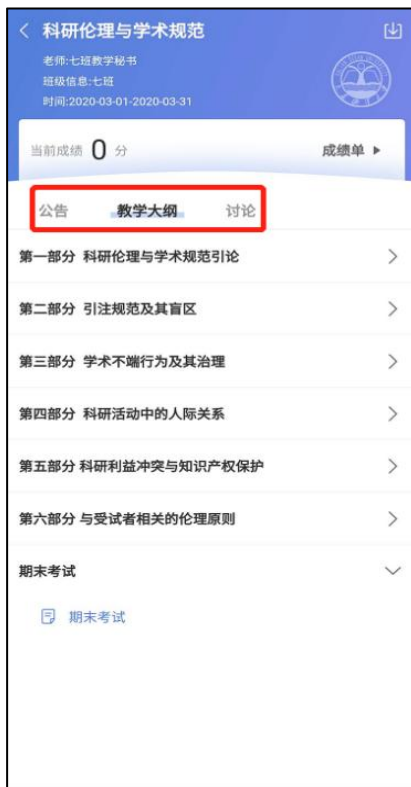 科研伦理与学术规范
老师:七班教学秘书
班级信息:七班
时间:2020-03-01-2020-03-31
当前成绩 0 分 成绩单
公告 教学大纲 讨论
第一部分 科研伦理与学术规范引论
第二部分 引注规范及其盲区
第三部分 学术不端行为及其治理
第四部分 科研活动中的人际关系
第五部分 科研利益冲突与知识产权保护
第六部分 与受试者相关的伦理原则
期末考试
期末考试